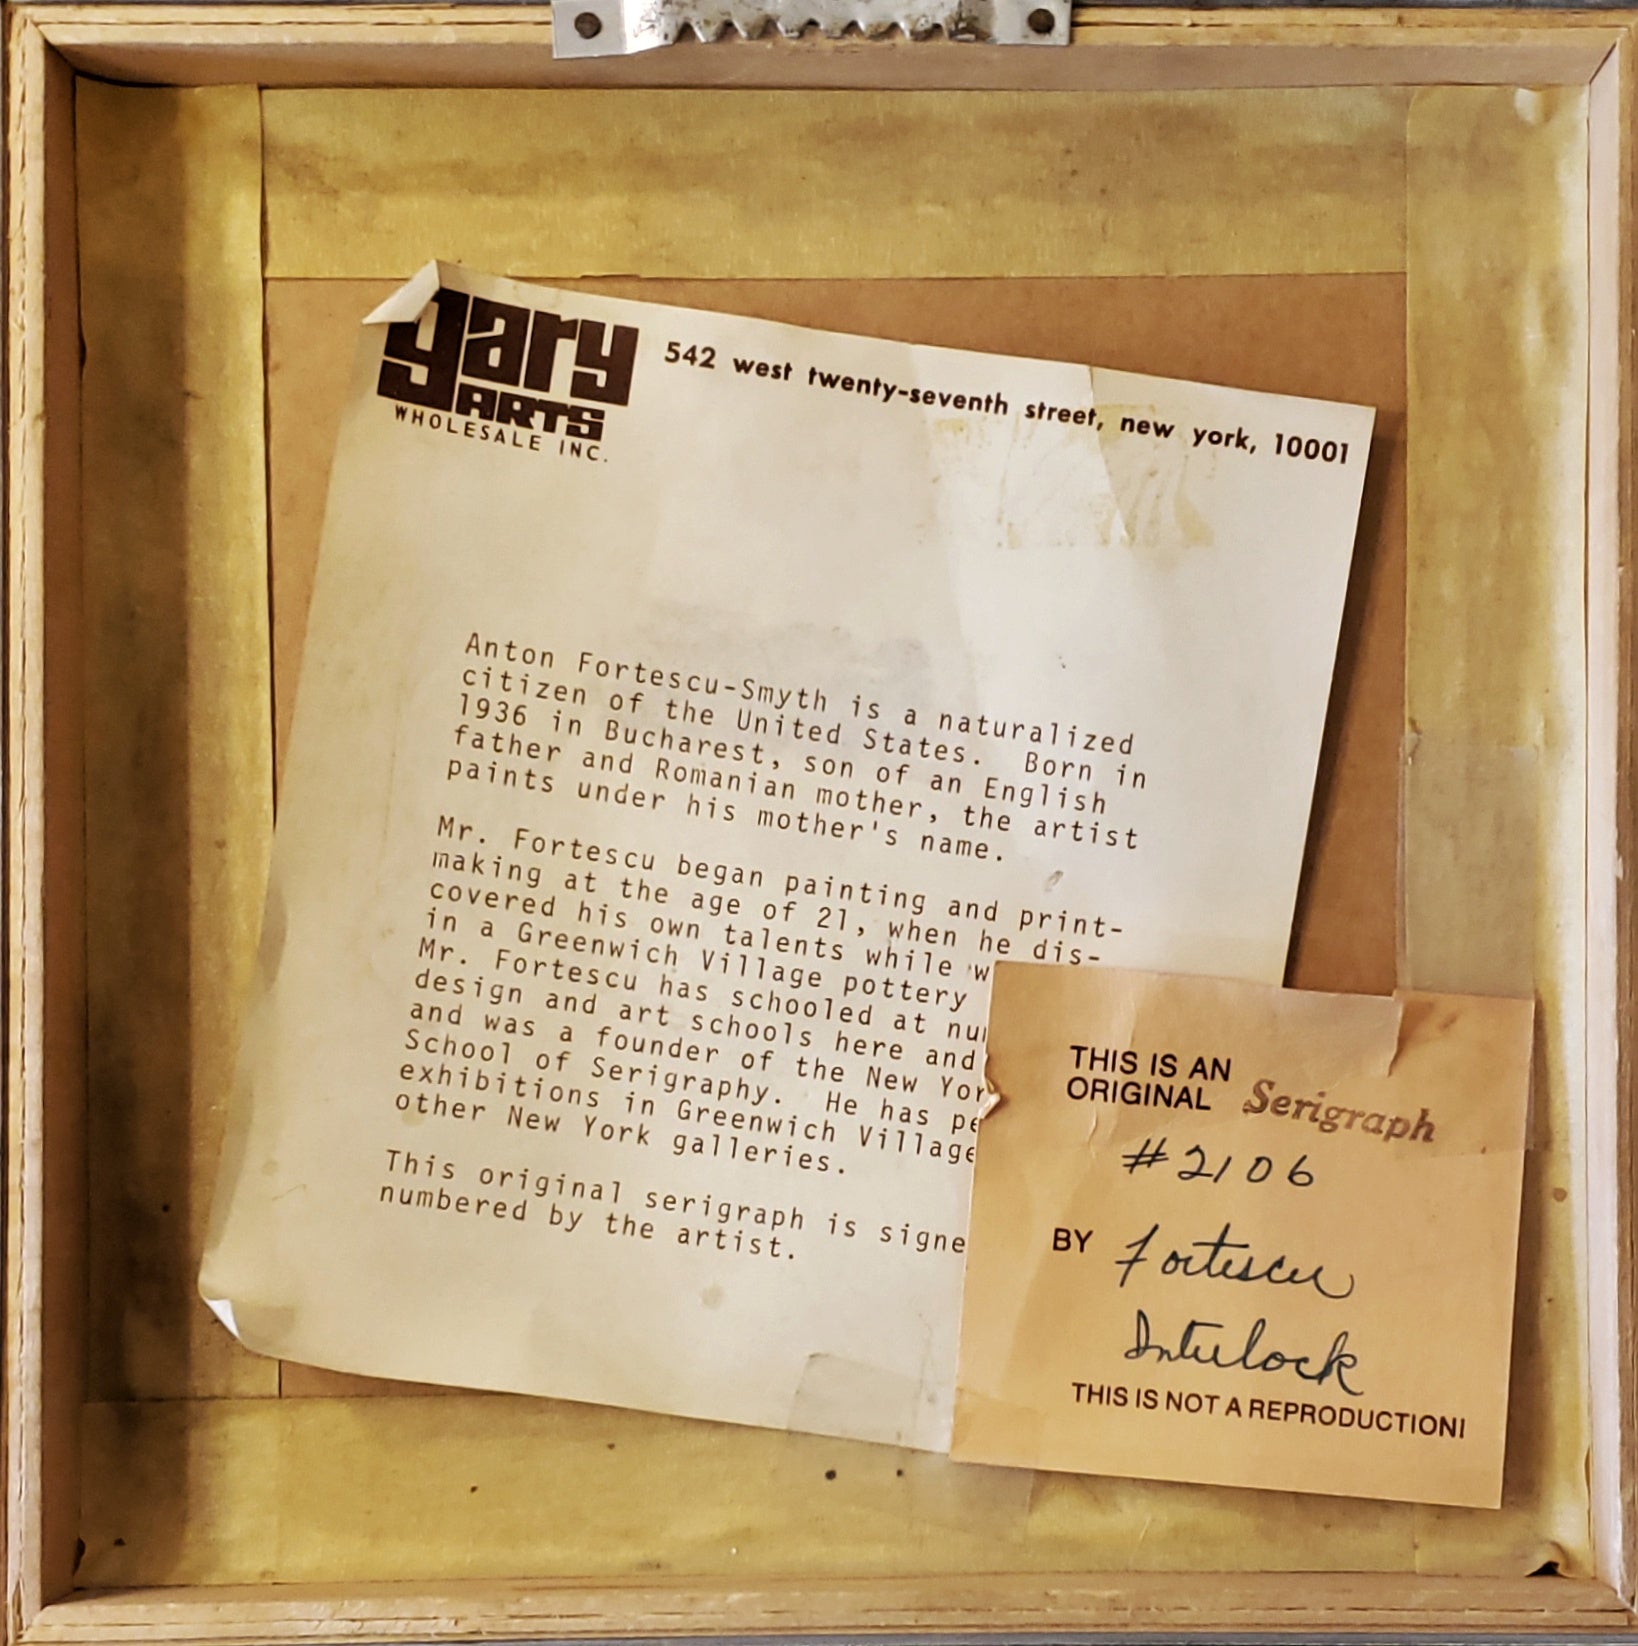 gary
ARTS
WHOLESALE INC.
542 west twenty-seventh street, new york, 10001
Anton Fortescu-Smyth is a naturalized
citizen of the United States. Born in
1936 in Bucharest, son of an English
father and Romanian mother, the artist
paints under his mother's name.
Mr. Fortescu began painting and print-
making at the age of 21, when he dis-
covered his own talents while
in a Greenwich Village pottery
Mr. Fortescu has schooled at
design and art schools here and
and was a founder of the New
School of Serigraphy. He has
exhibitions in Greenwich Village
other New York galleries.
This original serigraph is
numbered by the artist.
THIS IS AN
ORIGINAL Serigraph
#2106
BY Fortescu
Interlock
THIS IS NOT A REPRODUCTION!